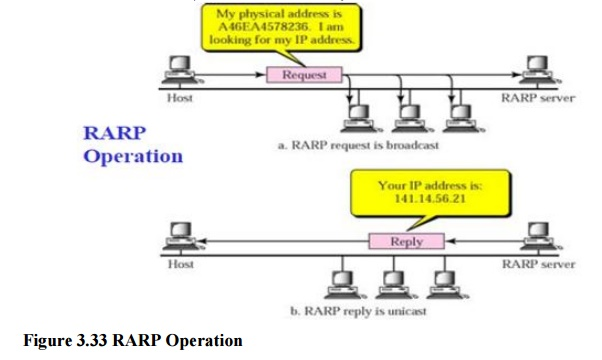 My physical address is
A46EA4578236. I am
looking for my IP address.
Request
Host
RARP server
RARP
Operation
a. RARP request is broadcast
Your IP address is:
141.14.56.21
Reply
Host
RARP server
b. RARP reply is unicast
Figure 3.33 RARP Operation